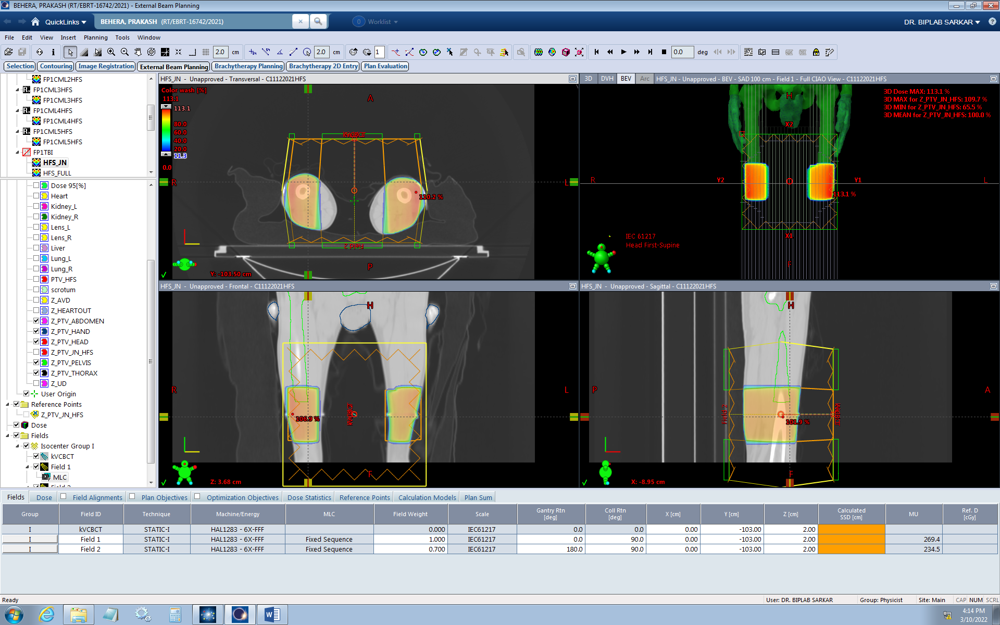 BEHERA, PRAKASH (RT/EBRT-16742/2021) - External Beam Planning
QuickLinks
BEHERA, PRAKASH (RT/EBRT-16742/2021)
0 Worklist
DR. BIPLAB SARKAR
File Edit View Insert Planning Tools Window
2.0 cm 2.0 cm 1 0.0 deg
Selection Contouring Image Registration External Beam Planning Brachytherapy Planning Brachytherapy 2D Entry Plan Evaluation
FP1CML2HFS
FP1CML3HFS
FP1CML3HFS
FP1CML4HFS
FP1CML4HFS
FP1CML5HFS
FP1CML5HFS
FP1TBI
HFS_JN
HFS_FULL
Dose 95[%]
Heart
Kidney_L
Kidney_R
Lens_L
Lens_R
Liver
Lung_L
Lung_R
PTV_HFS
scrotum
Z_AVD
Z_HEARTOUT
Z_PTV_ABDOMEN
Z_PTV_HAND
Z_PTV_HEAD
Z_PTV_JN_HFS
Z_PTV_PELVIS
Z_PTV_THORAX
Z_UD
User Origin
Reference Points
Z_PTV_JN_HFS
Dose
Fields
Isocenter Group I
kVCBCT
Field 1
MLC
HFS_JN - Unapproved - Transversal - C11122021HFS
Color wash [%]
113.1
113.1
80.0
60.0
40.0
20.0
11.3
0.0
A
R
L
110.2 %
P
Y: -103.50 cm
3D DVH BEV Arc HFS_JN - Unapproved - BEV - SAD 100 cm - Field 1 - Full CIAO View - C11122021HFS
3D Dose MAX: 113.1 %
3D MAX for Z_PTV_JN_HFS: 109.7 %
3D MIN for Z_PTV_JN_HFS: 65.5 %
3D MEAN for Z_PTV_JN_HFS: 100.0 %
H
X2
R Y2 Y1 L
113.1 %
X1
F
IEC 61217
Head First-Supine
HFS_JN - Unapproved - Frontal - C11122021HFS
H
R
L
106.9 %
F
Z: 3.68 cm
HFS_JN - Unapproved - Sagittal - C11122021HFS
H
P
A
Field 2
101.9 %
F
X: -8.95 cm
Fields Dose Field Alignments Plan Objectives Optimization Objectives Dose Statistics Reference Points Calculation Models Plan Sum
Group Field ID Technique Machine/Energy MLC Field Weight Scale Gantry Rtn [deg] Coll Rtn [deg] X [cm] Y [cm] Z [cm] Calculated SSD [cm] MU Ref. D [cGy]
I kVCBCT STATIC-I HAL1283 - 6X-FFF 0.000 IEC61217 0.0 0.0 0.00 -103.00 2.00
I Field 1 STATIC-I HAL1283 - 6X-FFF Fixed Sequence 1.000 IEC61217 0.0 90.0 0.00 -103.00 2.00 269.4
I Field 2 STATIC-I HAL1283 - 6X-FFF Fixed Sequence 0.700 IEC61217 180.0 90.0 0.00 -103.00 2.00 234.5
Ready
User: DR. BIPLAB SARKAR Group: Physicist Site: Main CAP NUM SCRL
4:14 PM
3/10/2022